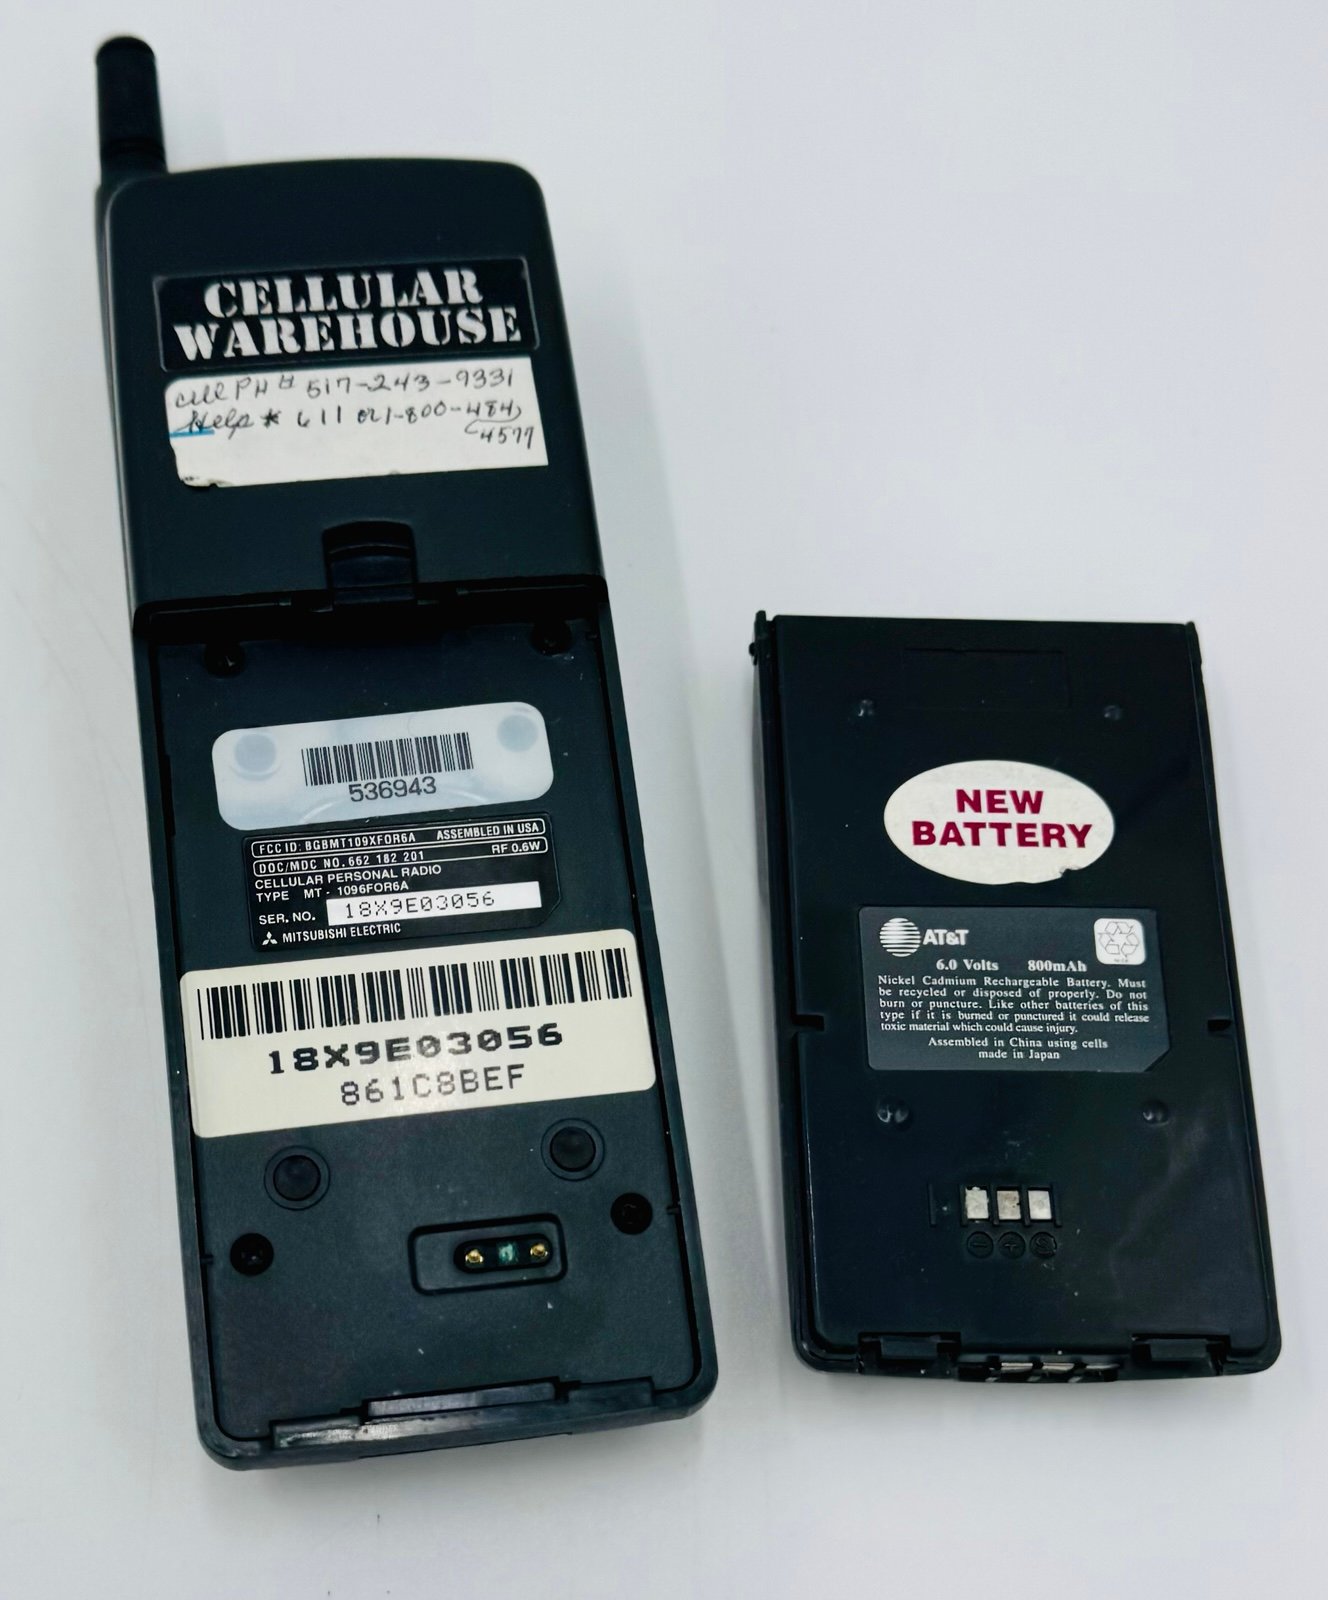 CELLULAR
WAREHOUSE
Cell PH # 517-243-9331
Help * 611 or 1-800-484
4577
536943
FCC ID: BGBMT109XFOR6A ASSEMBLED IN USA
DOC/MDC NO. 662 182 201 RF 0.6W
CELLULAR PERSONAL RADIO
TYPE MT - 1096FOR6A
SER. NO. 18X9E03056
MITSUBISHI ELECTRIC
18X9E03056
861C8BEF
NEW
BATTERY
AT&T
6.0 Volts 800mAh
Nickel Cadmium Rechargeable Battery. Must
be recycled or disposed of properly. Do not
burn or puncture. Like other batteries of this
type if it is burned or punctured it could release
toxic material which could cause injury.
Assembled in China using cells
made in Japan
- + S